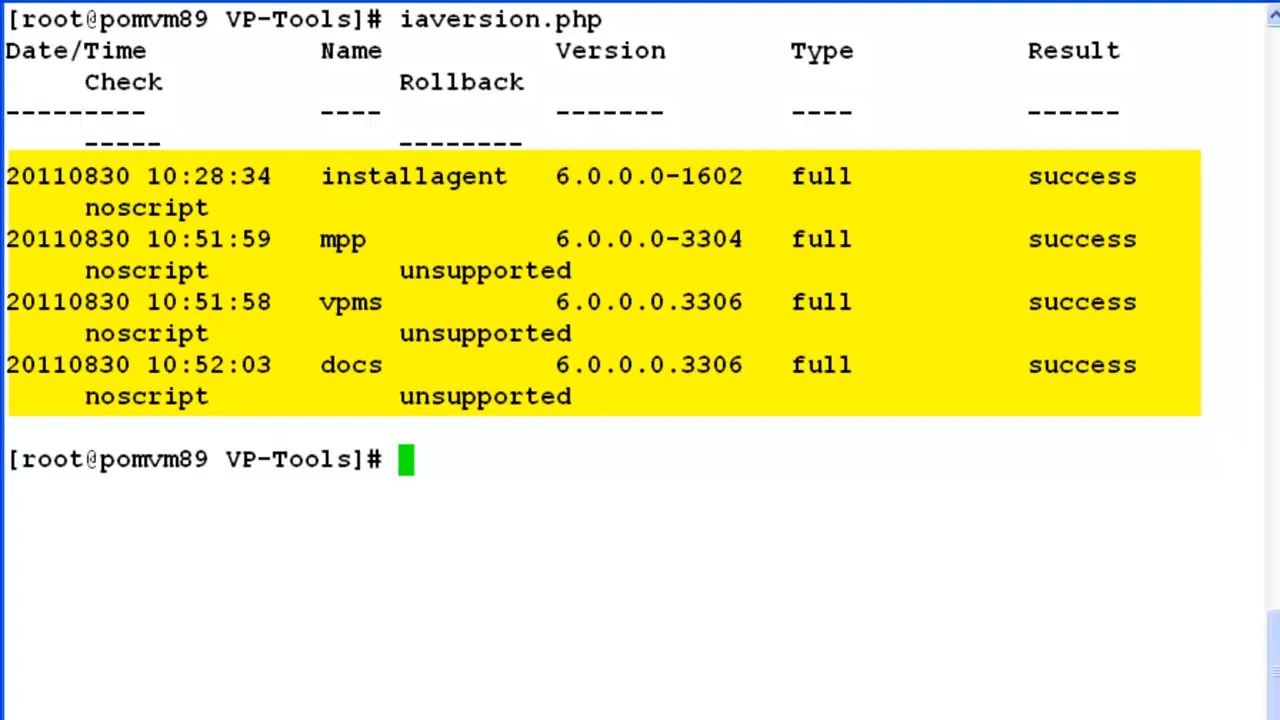 [root@pomvm89 VP-Tools]# iaversion.php
Date/Time Name Version Type Result
Check Rollback
--------- ---- ------- ---- ------
----- --------
20110830 10:28:34 installagent 6.0.0.0-1602 full success
noscript
20110830 10:51:59 mpp 6.0.0.0-3304 full success
noscript unsupported
20110830 10:51:58 vpms 6.0.0.0.3306 full success
noscript unsupported
20110830 10:52:03 docs 6.0.0.0.3306 full success
noscript unsupported
[root@pomvm89 VP-Tools]#